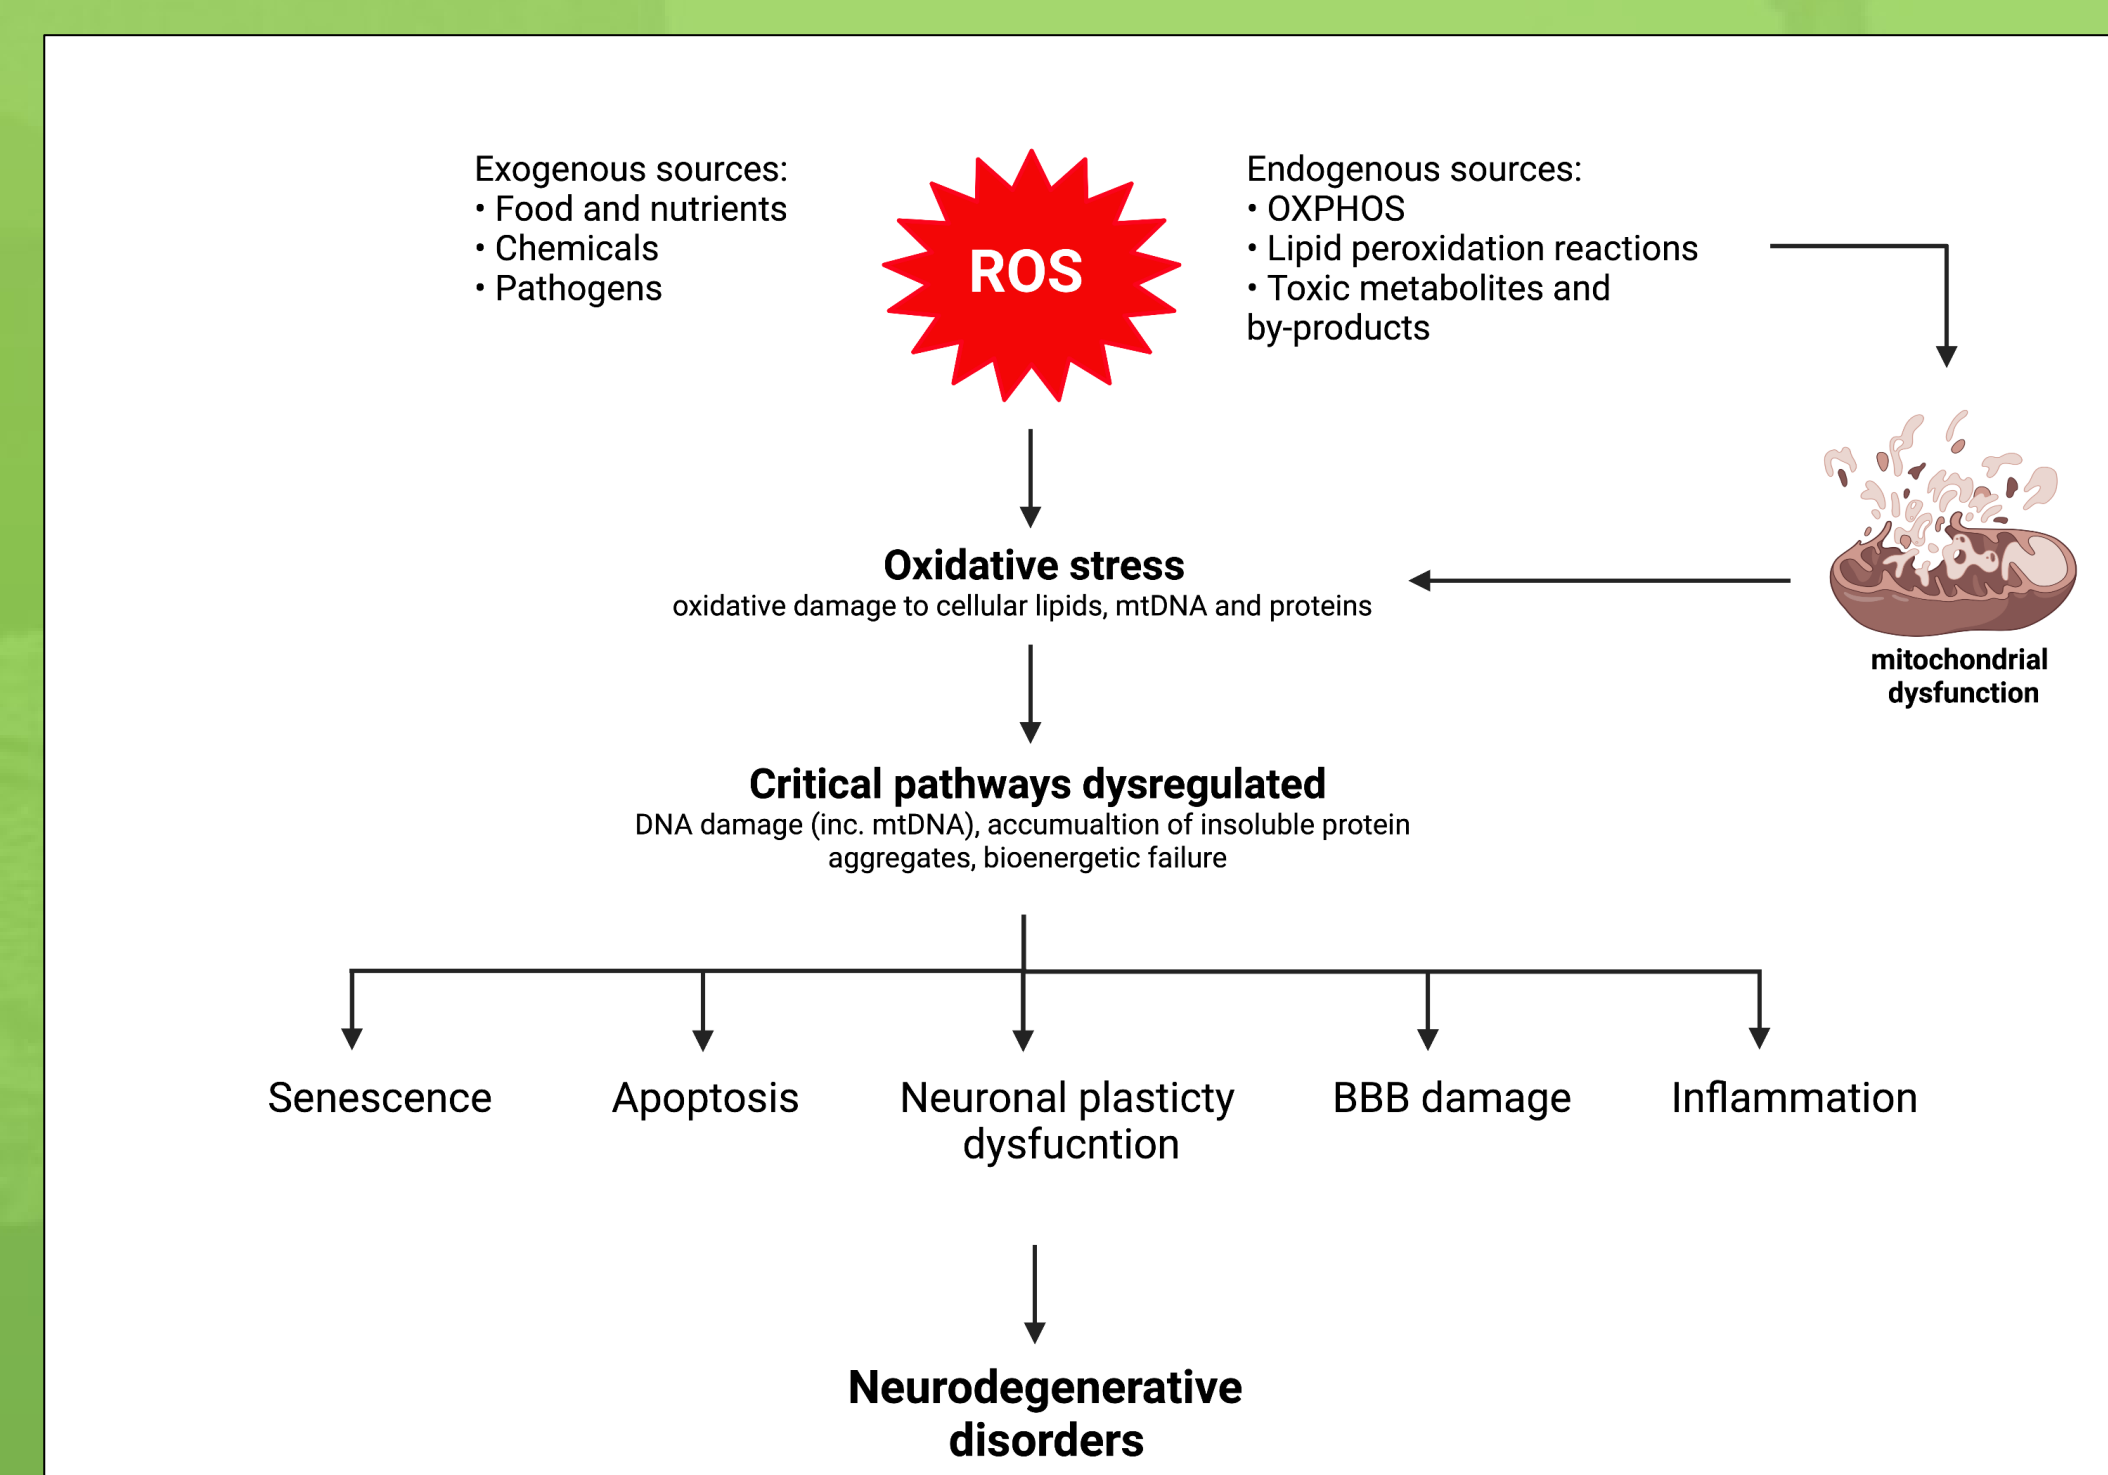 Exogenous sources:
• Food and nutrients
• Chemicals
• Pathogens
ROS
Endogenous sources:
• OXPHOS
• Lipid peroxidation reactions
• Toxic metabolites and
by-products
Oxidative stress
oxidative damage to cellular lipids, mtDNA and proteins
mitochondrial
dysfunction
Critical pathways dysregulated
DNA damage (inc. mtDNA), accumualtion of insoluble protein
aggregates, bioenergetic failure
Senescence
Apoptosis
Neuronal plasticty
dysfucntion
BBB damage
Inflammation
Neurodegenerative
disorders